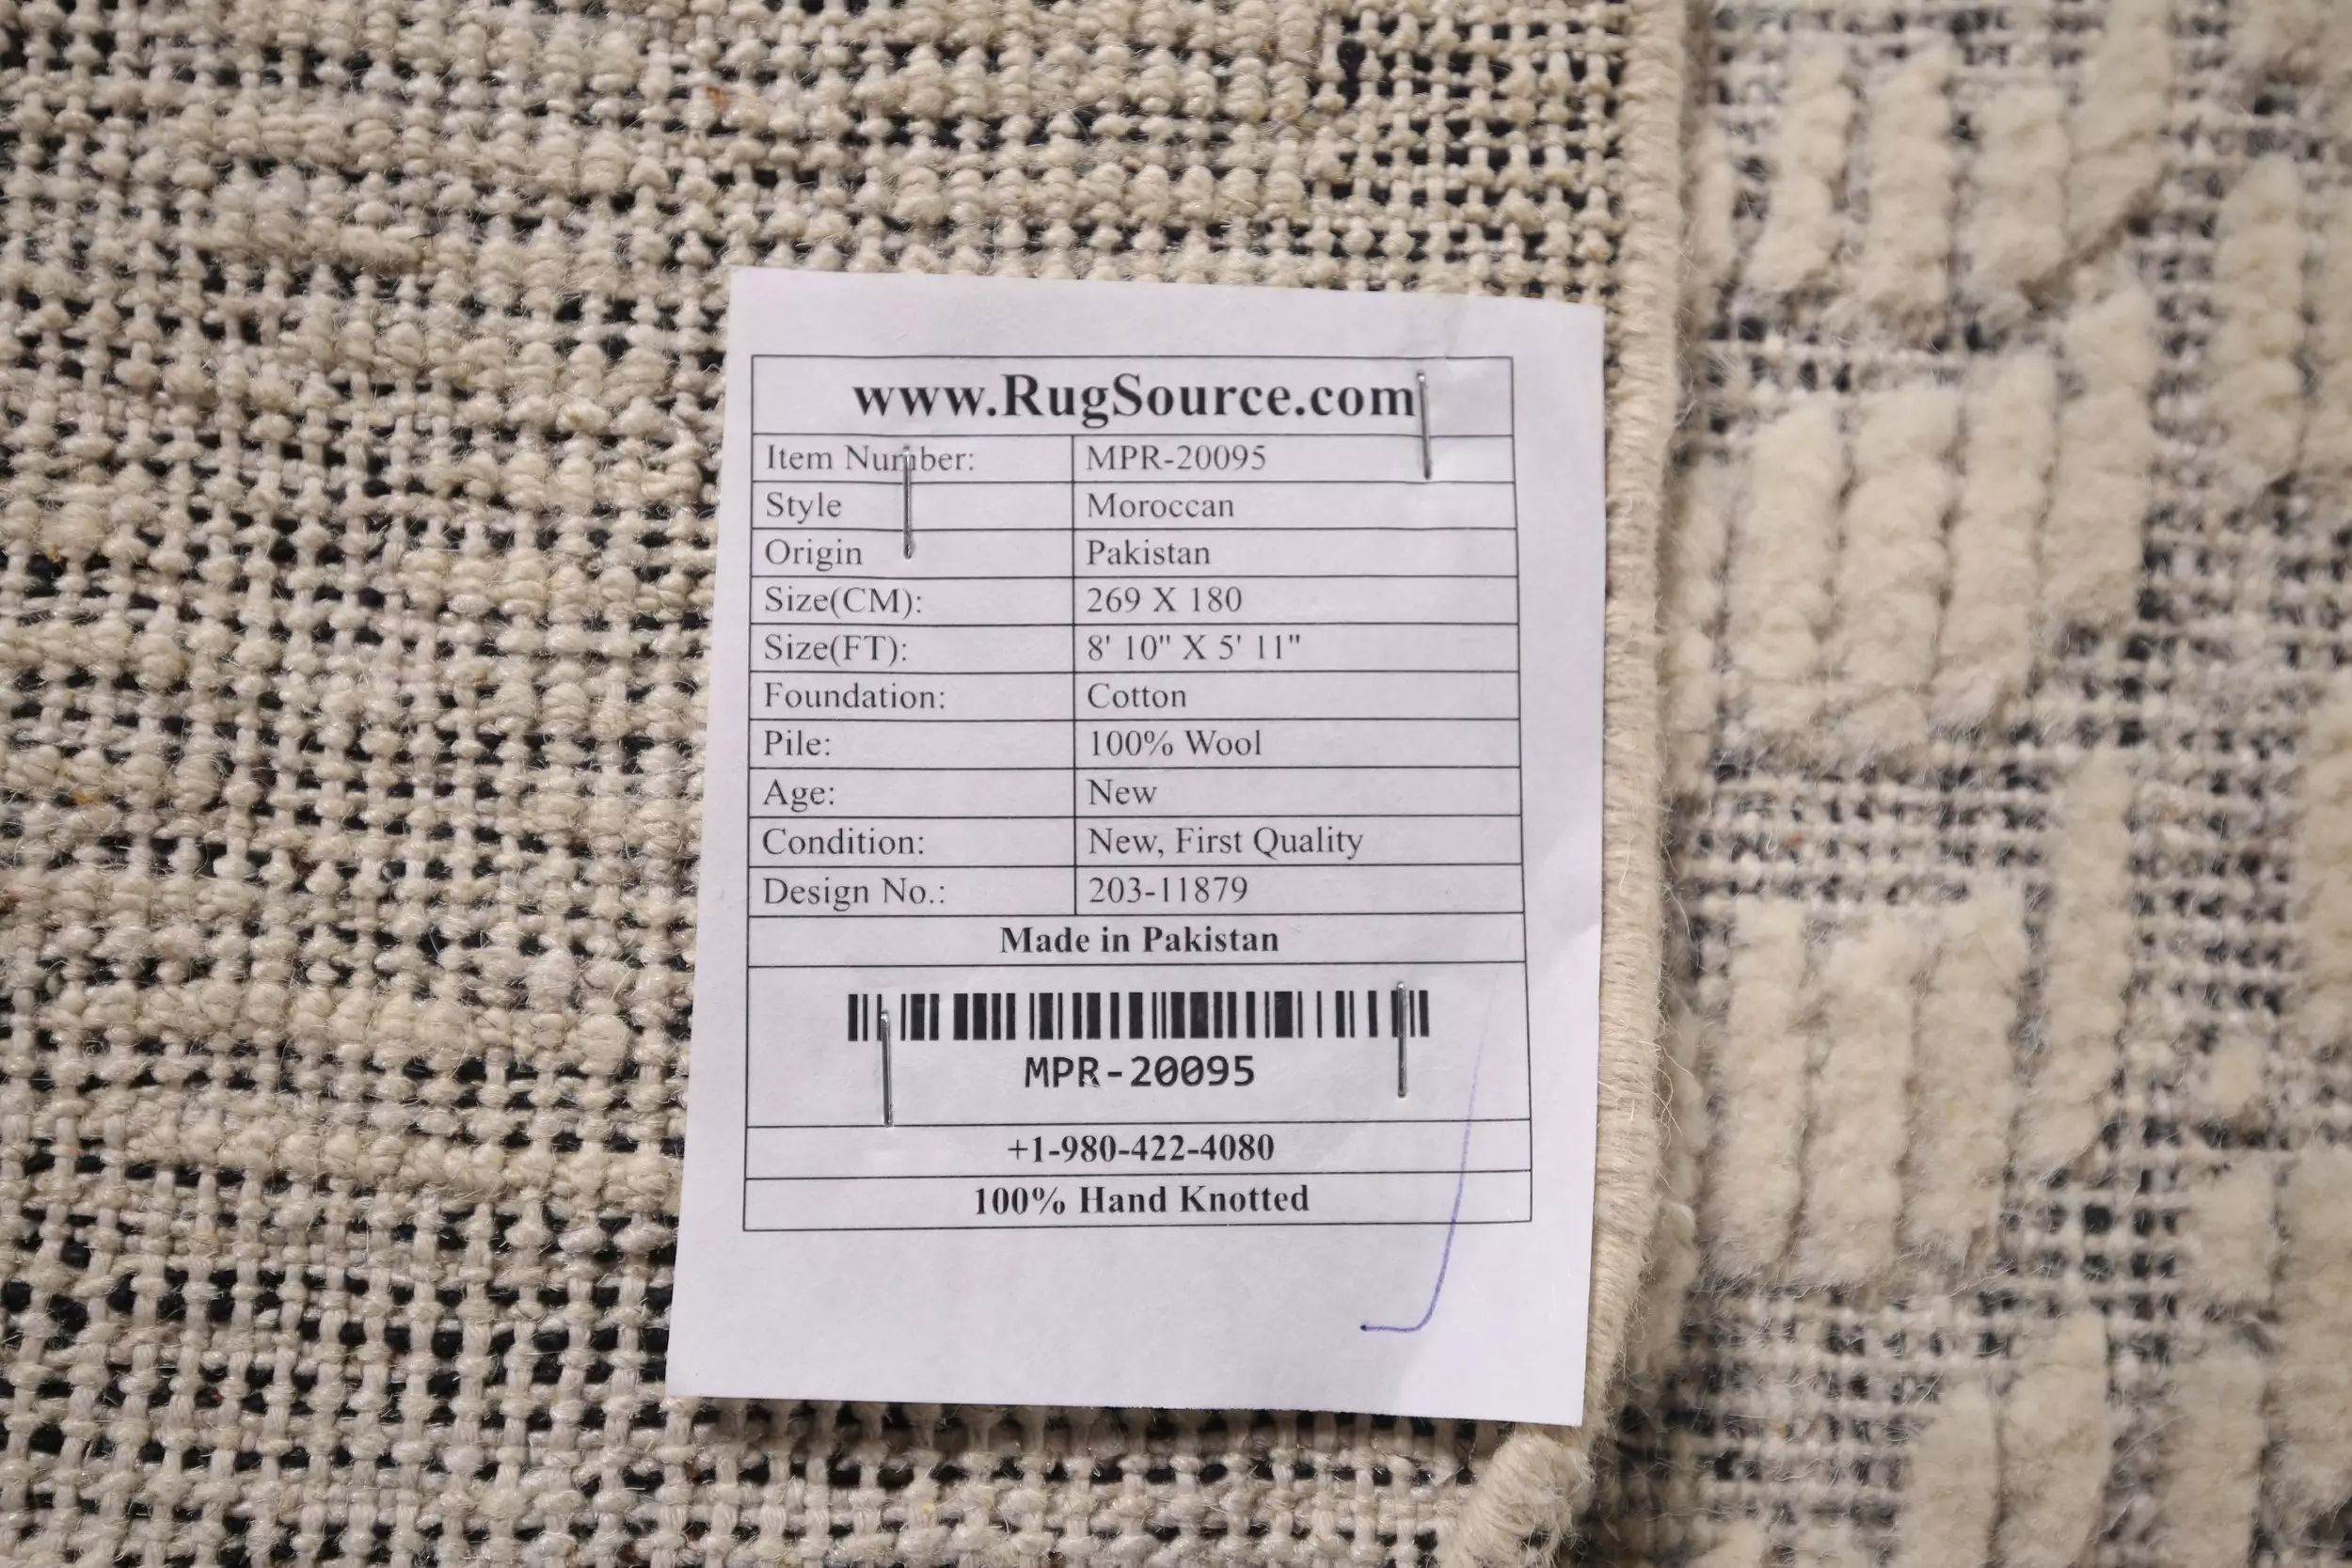 www.RugSource.com
Item Number: MPR-20095
Style Moroccan
Origin Pakistan
Size(CM): 269 X 180
Size(FT): 8' 10" X 5' 11"
Foundation: Cotton
Pile: 100% Wool
Age: New
Condition: New, First Quality
Design No.: 203-11879
Made in Pakistan
MPR-20095
+1-980-422-4080
100% Hand Knotted